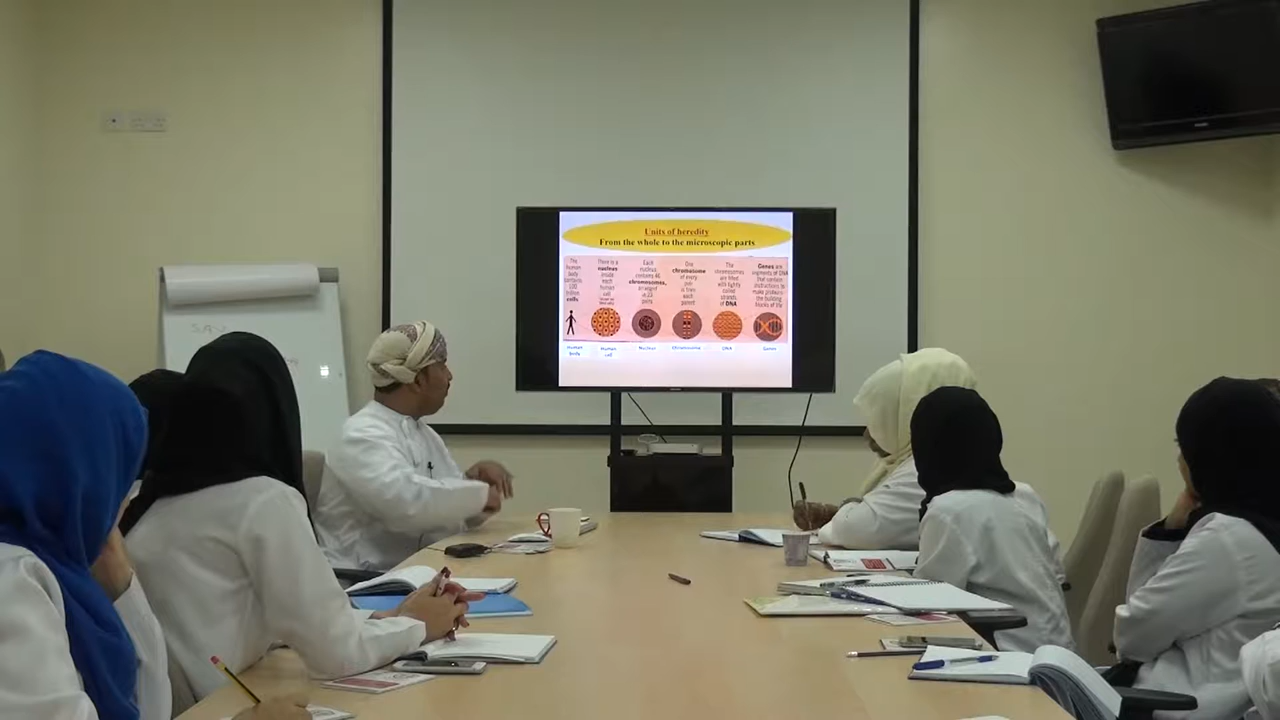 Units of heredity
From the whole to the microscopic parts
The human body contains 100 trillion cells
There is a nucleus inside each human cell
Each nucleus contains 46 chromosomes, arranged in 23 pairs
One chromosome of every pair is from each parent
The chromosomes are filled with tightly coiled strands of DNA
Genes are segments of DNA that contain instructions to make proteins - the building blocks of life
Human body
Human cell
Nucleus
Chromosome
DNA
Genes